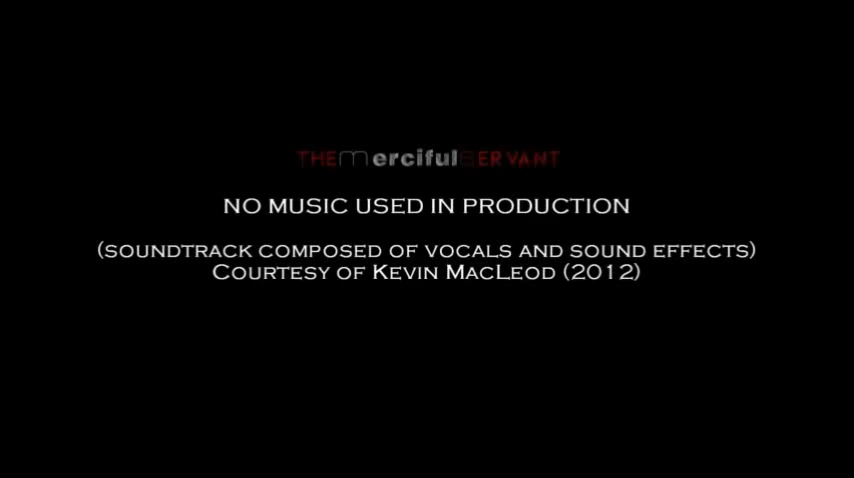 THEmercifulSERVANT
NO MUSIC USED IN PRODUCTION
(SOUNDTRACK COMPOSED OF VOCALS AND SOUND EFFECTS)
COURTESY OF KEVIN MACLEOD (2012)